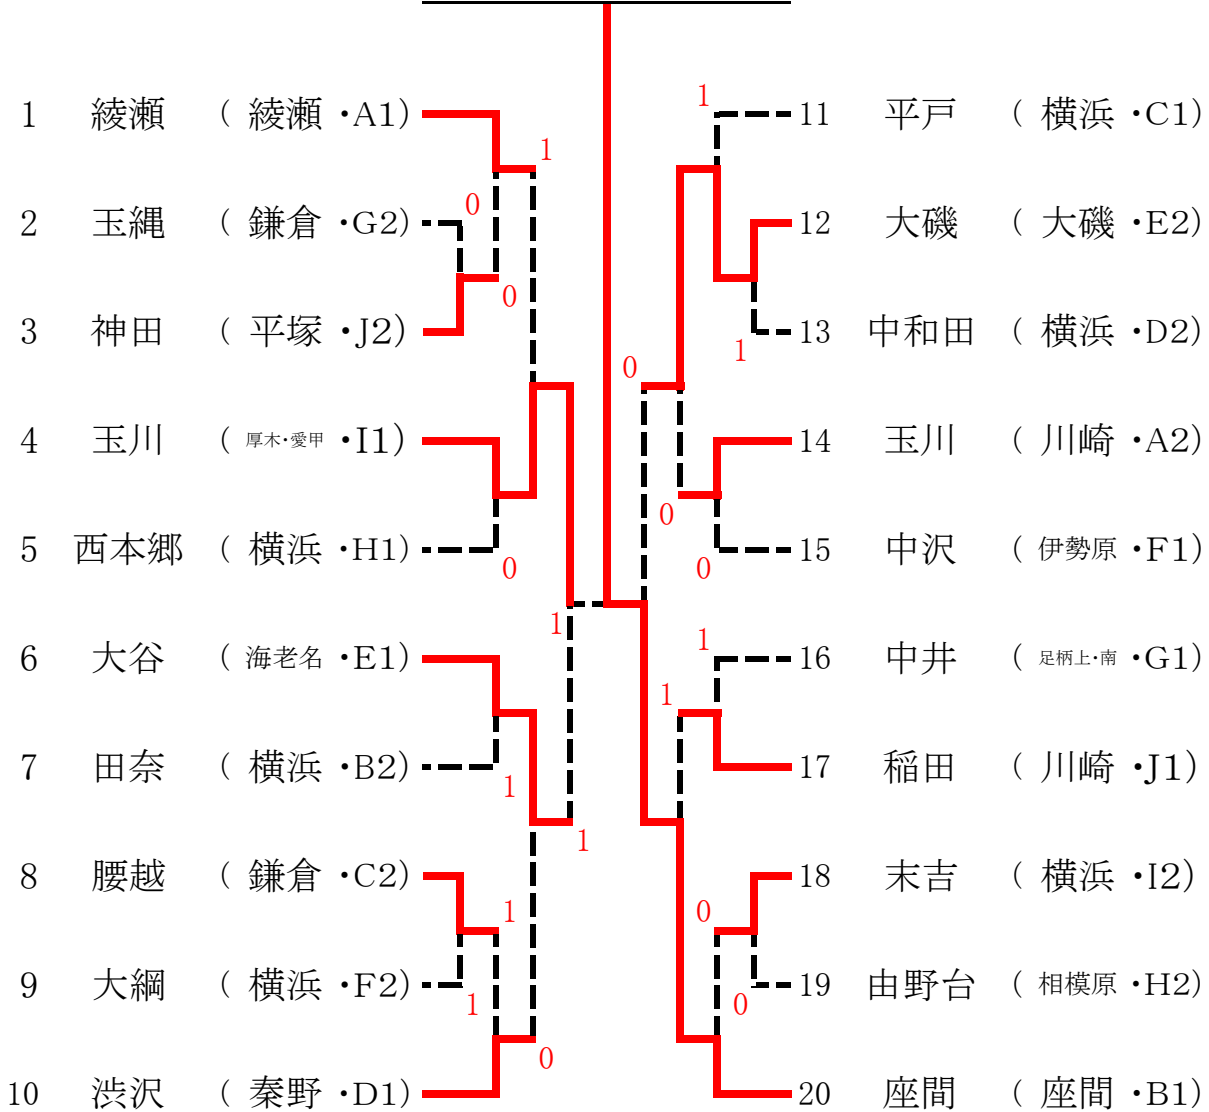 1 綾瀬 ( 綾瀬 ・A1)
2 玉縄 ( 鎌倉 ・G2)
3 神田 ( 平塚 ・J2)
4 玉川 ( 厚木・愛甲 ・I1)
5 西本郷 ( 横浜 ・H1)
6 大谷 ( 海老名 ・E1)
7 田奈 ( 横浜 ・B2)
8 腰越 ( 鎌倉 ・C2)
9 大綱 ( 横浜 ・F2)
10 渋沢 ( 秦野 ・D1)
1
0
0
0
1
1
1
1
1
0
1
1
0
0
0
1
1
0
0
11 平戸 ( 横浜 ・C1)
12 大磯 ( 大磯 ・E2)
13 中和田 ( 横浜 ・D2)
14 玉川 ( 川崎 ・A2)
15 中沢 ( 伊勢原 ・F1)
16 中井 ( 足柄上・南 ・G1)
17 稲田 ( 川崎 ・J1)
18 末吉 ( 横浜 ・I2)
19 由野台 ( 相模原 ・H2)
20 座間 ( 座間 ・B1)